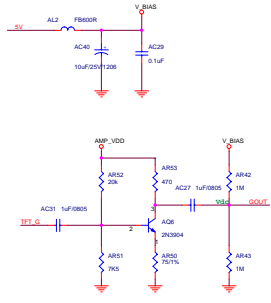 V_BIAS
AL2 FB600R
5V
AC40
AC29
10uF/25V/1206
0.1uF
AMP_VDD
V_BIAS
AR52
20k
AR53
470
AR42
1M
AC27 1uF/0805
Vdc
GOUT
AC31 1uF/0805
TFT_G
3
2
1
AQ6
2N3904
AR51
7K5
AR50
75/1%
AR43
1M